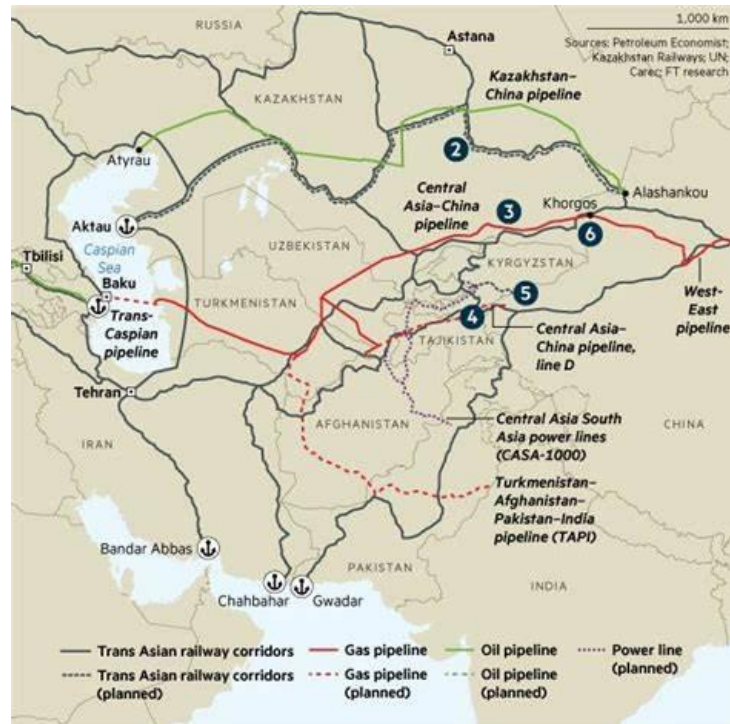 RUSSIA
1,000 km
Astana
Sources: Petroleum Economist;
Kazakhstan Railways; UN;
Carec; FT research
Kazakhstan–
China pipeline
KAZAKHSTAN
Atyrau
2
Central
Asia–China
pipeline
Alashankou
Khorgos
3
Aktau
6
Caspian
Sea
UZBEKISTAN
KYRGYZSTAN
Tbilisi
Baku
TURKMENISTAN
5
West-
East
pipeline
Trans-
Caspian
pipeline
4
TAJIKISTAN
Central Asia–
China pipeline,
line D
Tehran
AFGHANISTAN
CHINA
IRAN
Central Asia South
Asia power lines
(CASA-1000)
Turkmenistan–
Afghanistan–
Pakistan–India
pipeline (TAPI)
Bandar Abbas
PAKISTAN
INDIA
Chahbahar
Gwadar
Trans Asian railway corridors
Gas pipeline
Oil pipeline
Power line
(planned)
Trans Asian railway corridors
(planned)
Gas pipeline
(planned)
Oil pipeline
(planned)